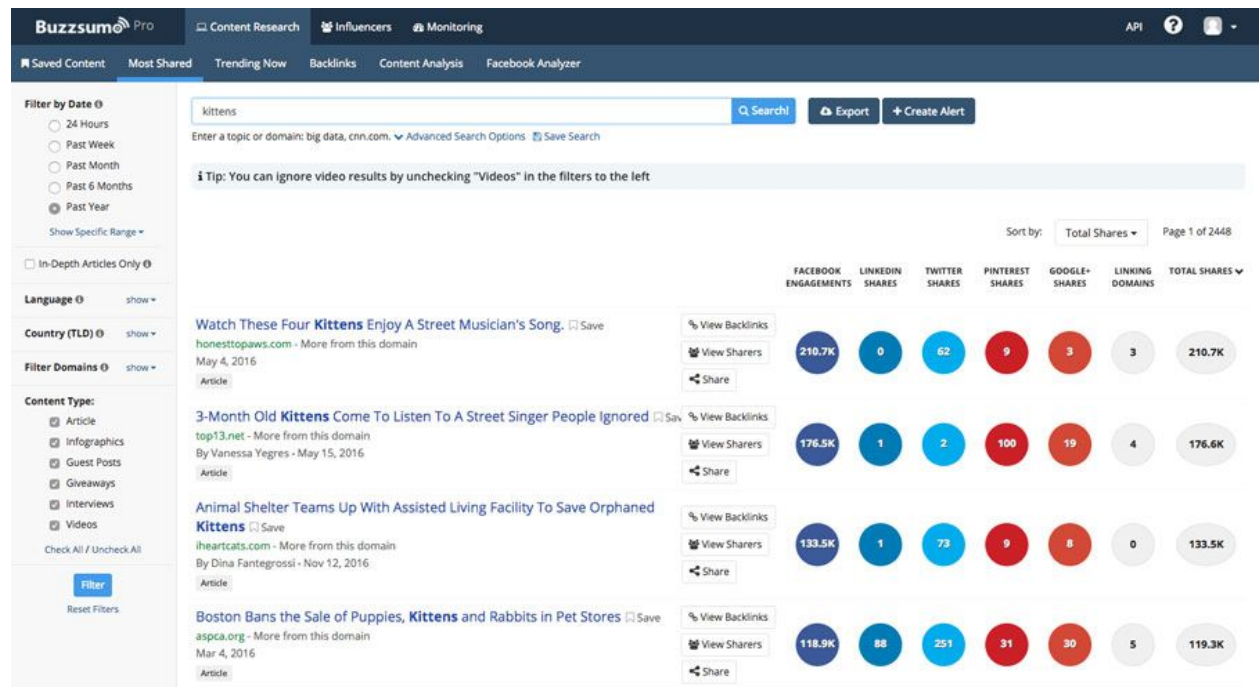 Buzzsumo Pro Content Research Influencers Monitoring API ?
Saved Content Most Shared Trending Now Backlinks Content Analysis Facebook Analyzer
Filter by Date
24 Hours
Past Week
Past Month
Past 6 Months
Past Year
Show Specific Range
In-Depth Articles Only
Language show
Country (TLD) show
Filter Domains show
Content Type:
Article
Infographics
Guest Posts
Giveaways
Interviews
Videos
Check All / Uncheck All
Filter
Reset Filters
kittens Search! Export + Create Alert
Enter a topic or domain: big data, cnn.com. Advanced Search Options Save Search
i Tip: You can ignore video results by unchecking "Videos" in the filters to the left
Sort by: Total Shares Page 1 of 2448
FACEBOOK ENGAGEMENTS LINKEDIN SHARES TWITTER SHARES PINTEREST SHARES GOOGLE+ SHARES LINKING DOMAINS TOTAL SHARES
Watch These Four Kittens Enjoy A Street Musician's Song. Save
honesttopaws.com - More from this domain
May 4, 2016
Article
View Backlinks
View Sharers
Share
210.7K 0 62 9 3 3 210.7K
3-Month Old Kittens Come To Listen To A Street Singer People Ignored Sav
top13.net - More from this domain
By Vanessa Yegres - May 15, 2016
Article
View Backlinks
View Sharers
Share
176.5K 1 2 100 19 4 176.6K
Animal Shelter Teams Up With Assisted Living Facility To Save Orphaned
Kittens Save
iheartcats.com - More from this domain
By Dina Fantegrossi - Nov 12, 2016
Article
View Backlinks
View Sharers
Share
133.5K 1 73 9 8 0 133.5K
Boston Bans the Sale of Puppies, Kittens and Rabbits in Pet Stores Save
aspca.org - More from this domain
Mar 4, 2016
Article
View Backlinks
View Sharers
Share
118.9K 88 251 31 30 5 119.3K